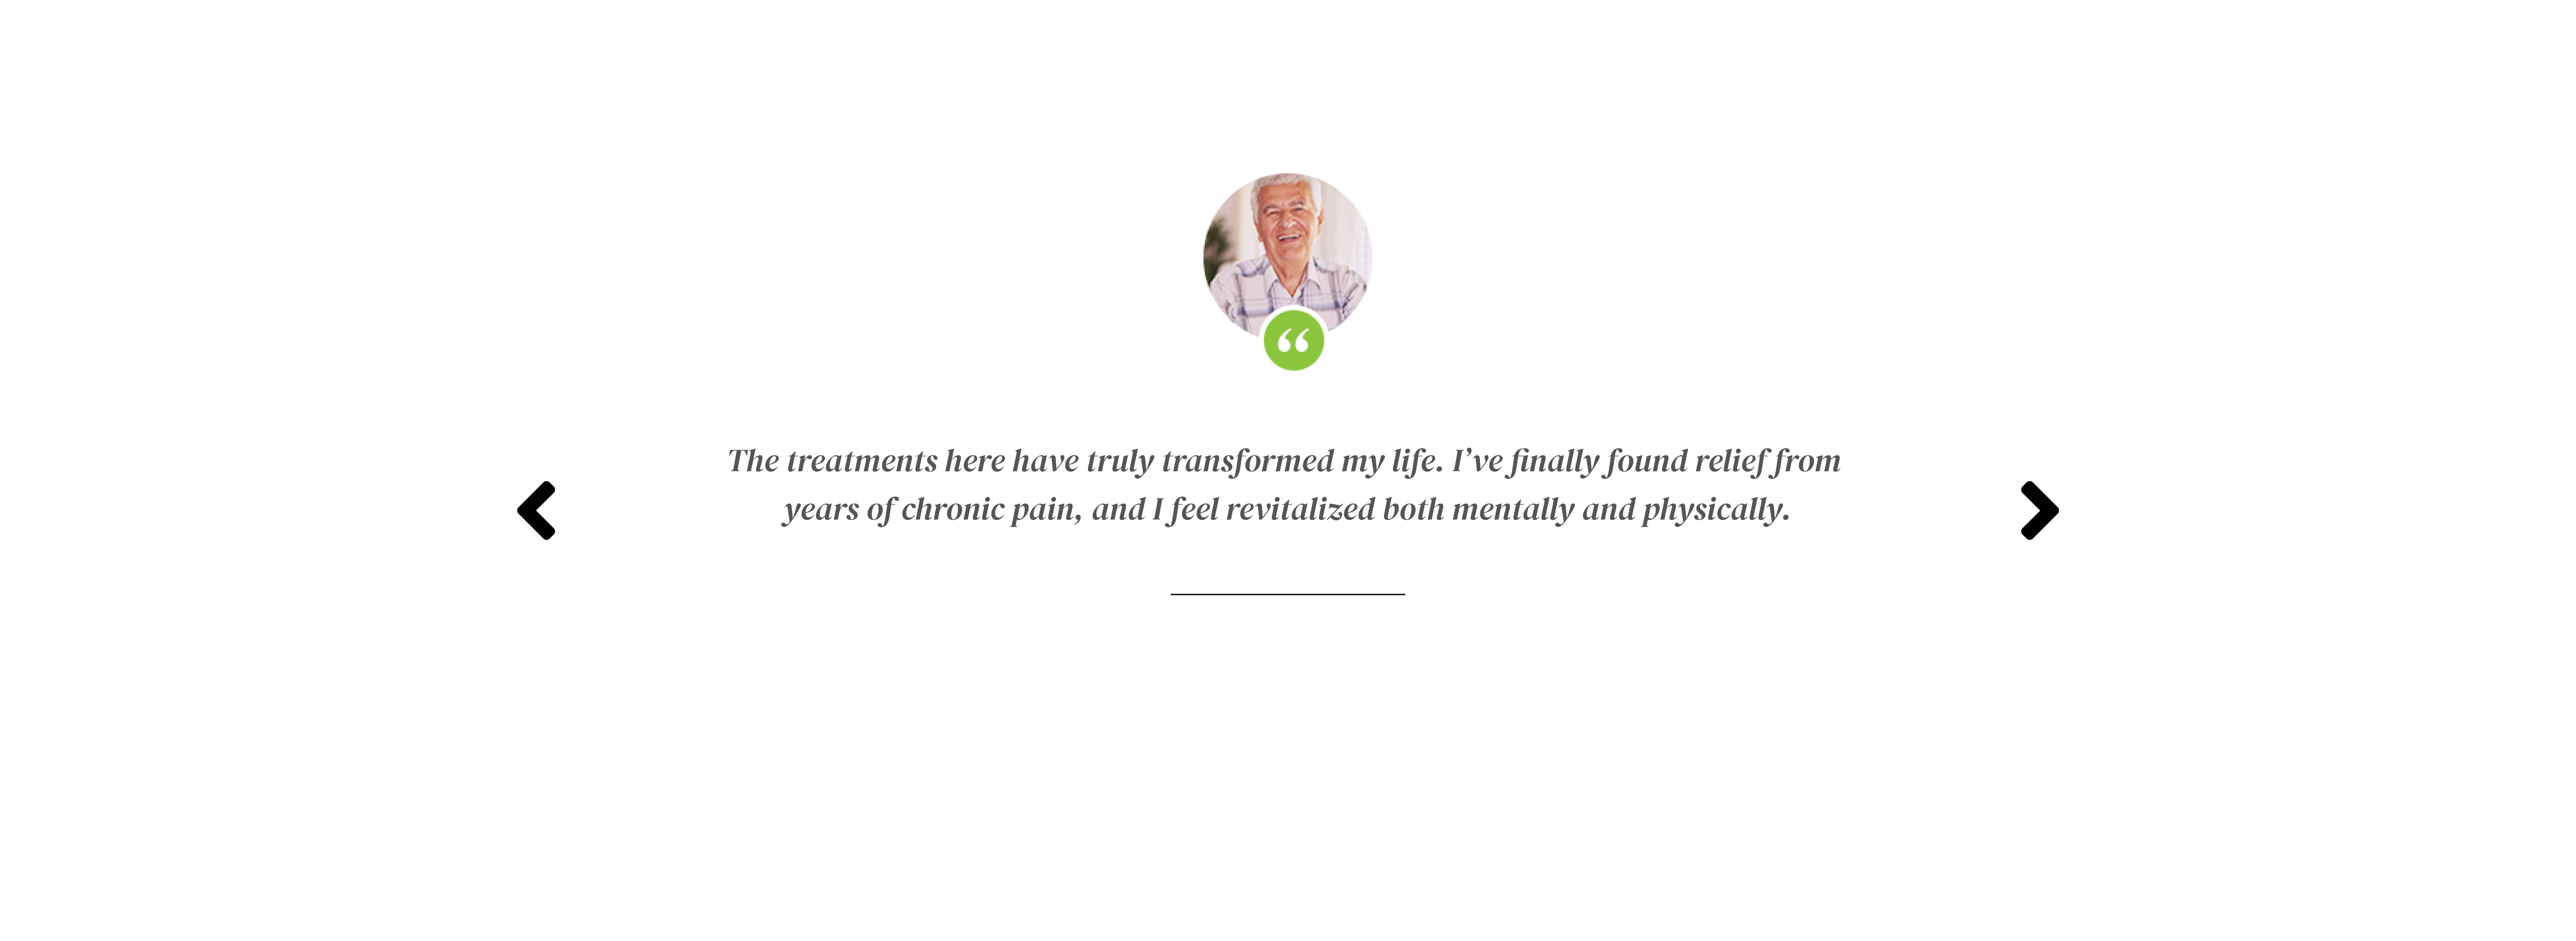 The treatments here have truly transformed my life. I’ve finally found relief from
years of chronic pain, and I feel revitalized both mentally and physically.